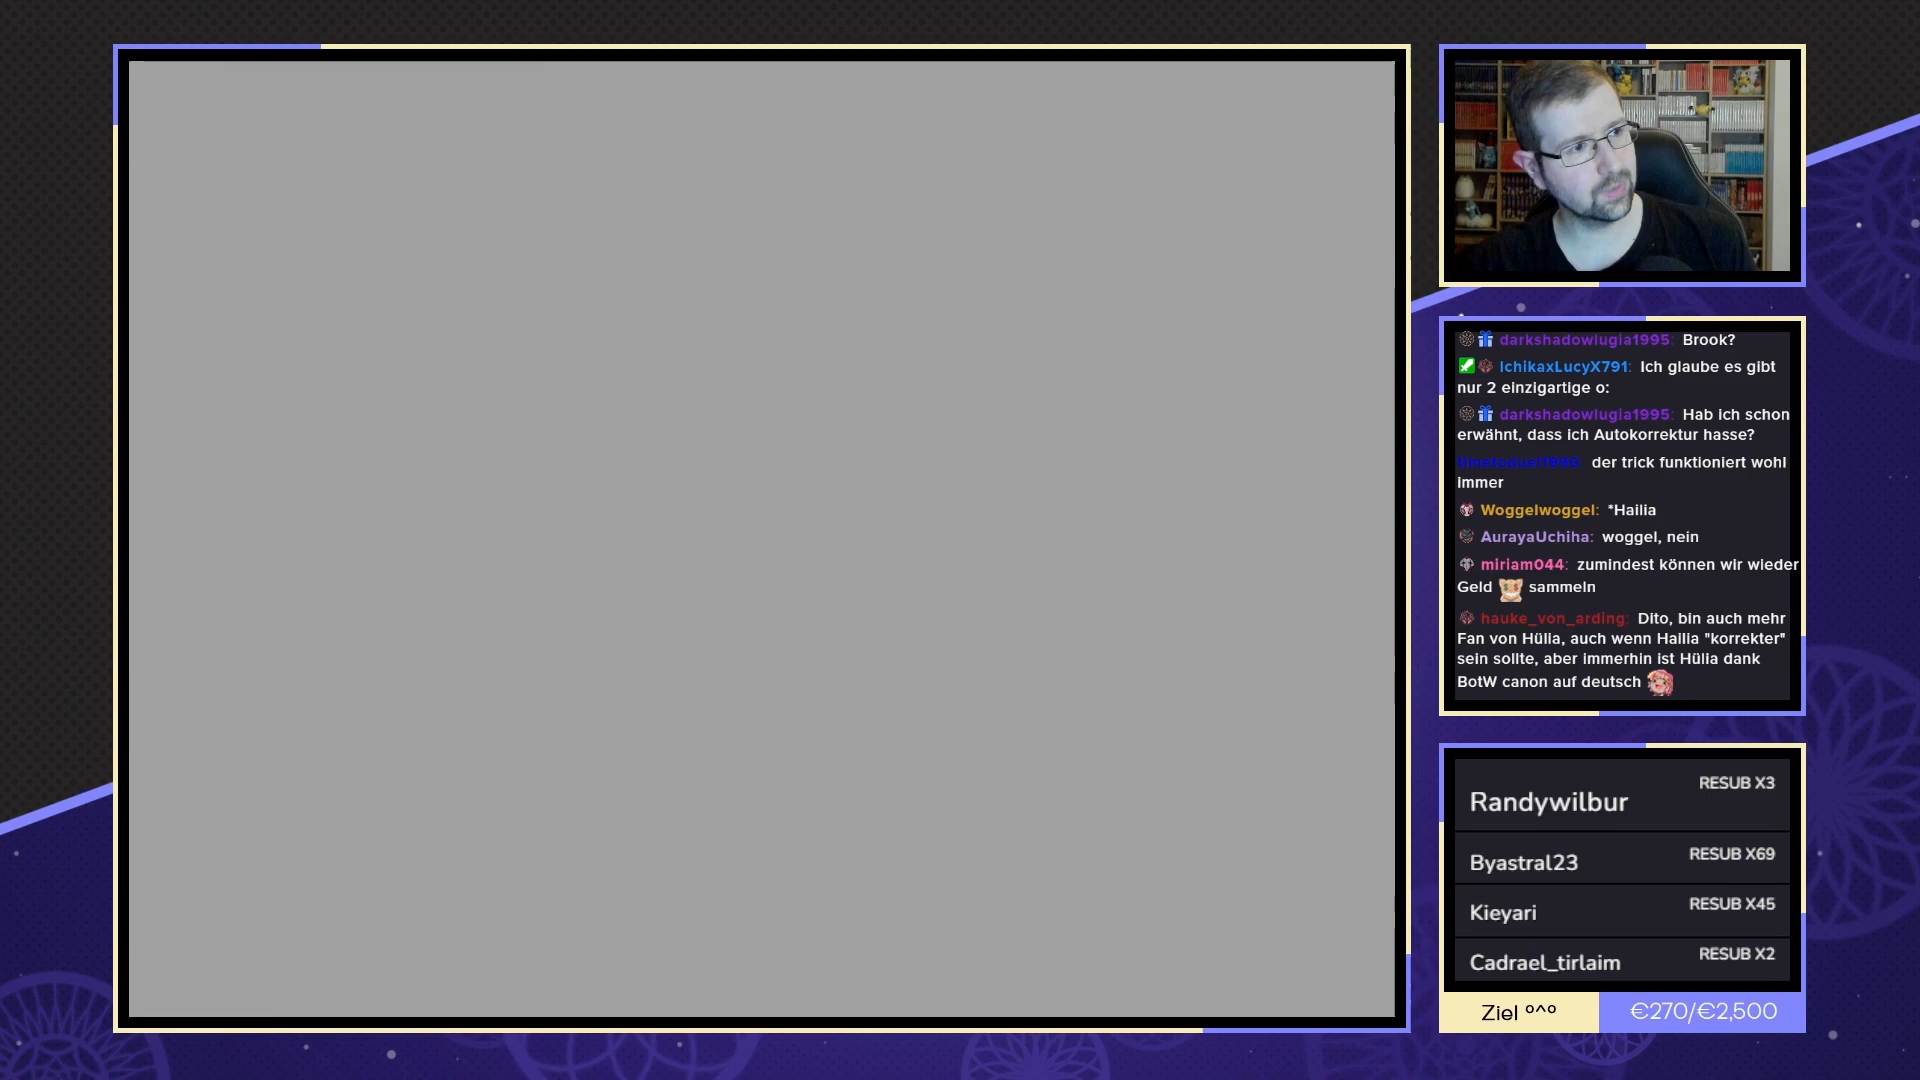 darkshadowlugia1995: Brook?
IchikaxLucyX791: Ich glaube es gibt
nur 2 einzigartige o:
darkshadowlugia1995: Hab ich schon
erwähnt, dass ich Autokorrektur hasse?
der trick funktioniert wohl
immer
Woggelwoggel: *Hailia
AurayaUchiha: woggel, nein
miriam044: zumindest können wir wieder
Geld sammeln
hauke_von_arding: Dito, bin auch mehr
Fan von Hülia, auch wenn Hailia "korrekter"
sein sollte, aber immerhin ist Hülia dank
BotW canon auf deutsch
RESUB X3
Randywilbur
RESUB X69
Byastral23
RESUB X45
Kieyari
RESUB X2
Cadrael_tirlaim
Ziel °^° €270/€2,500